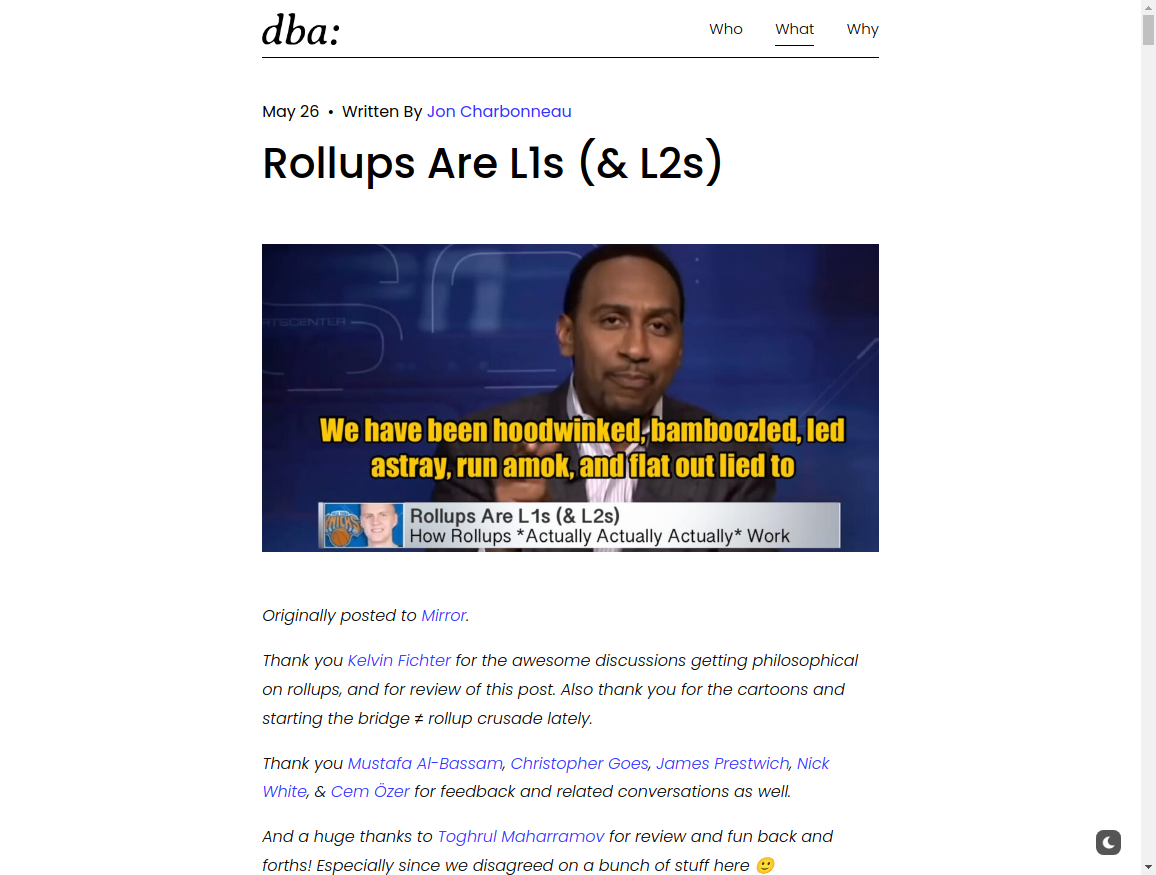 dba:
Who What Why
May 26 • Written By Jon Charbonneau
Rollups Are L1s (& L2s)
RTSCENTER
We have been hoodwinked, bamboozled, led
astray, run amok, and flat out lied to
KNICKS
Rollups Are L1s (& L2s)
How Rollups *Actually Actually Actually* Work
Originally posted to Mirror.
Thank you Kelvin Fichter for the awesome discussions getting philosophical
on rollups, and for review of this post. Also thank you for the cartoons and
starting the bridge ≠ rollup crusade lately.
Thank you Mustafa Al-Bassam, Christopher Goes, James Prestwich, Nick
White, & Cem Özer for feedback and related conversations as well.
And a huge thanks to Toghrul Maharramov for review and fun back and
forths! Especially since we disagreed on a bunch of stuff here 🙂